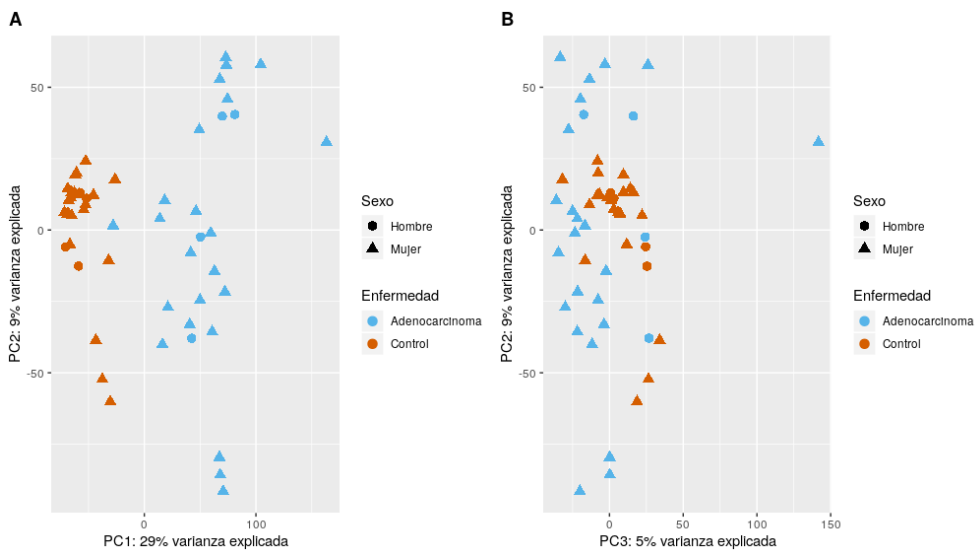 A
PC2: 9% varianza explicada
50
0
-50
0
100
PC1: 29% varianza explicada
Sexo
Hombre
Mujer
Enfermedad
Adenocarcinoma
Control
B
PC2: 9% varianza explicada
50
0
-50
0
50
100
150
PC3: 5% varianza explicada
Sexo
Hombre
Mujer
Enfermedad
Adenocarcinoma
Control